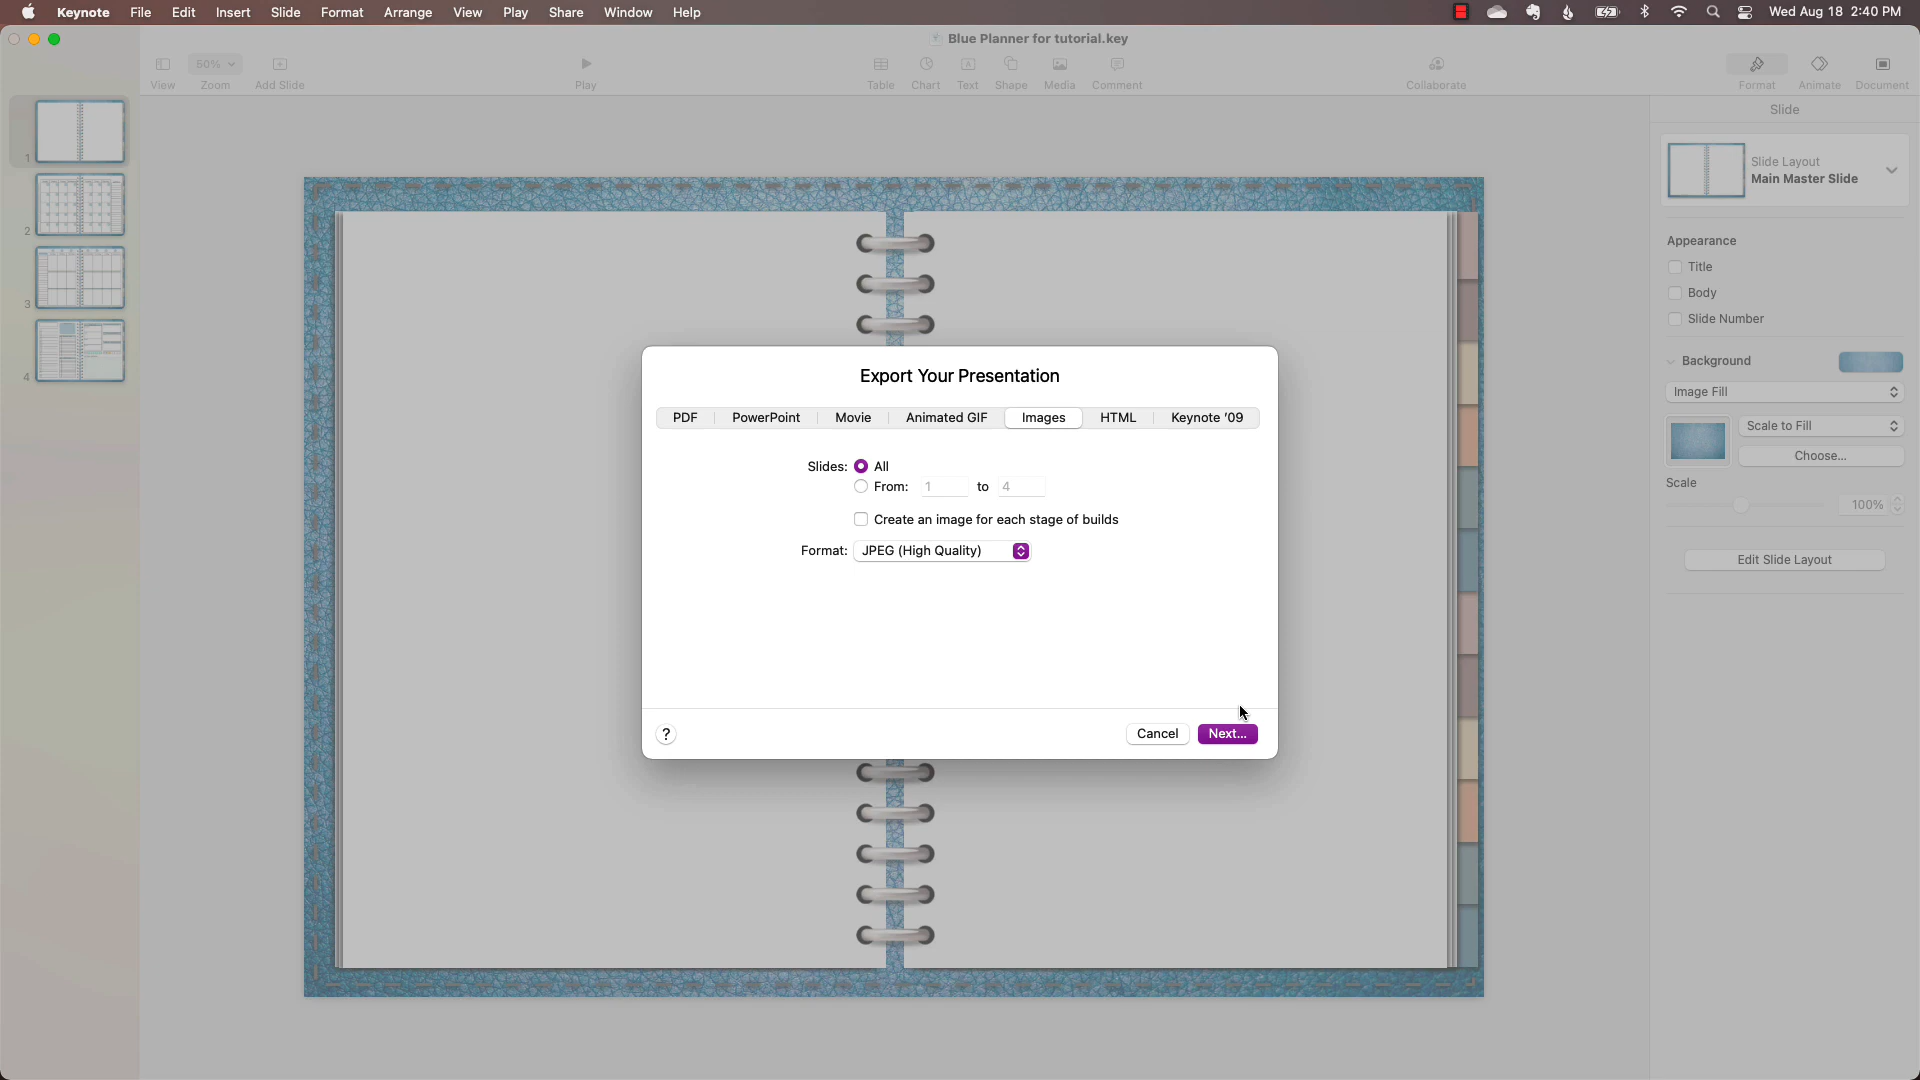 Keynote File Edit Insert Slide Format Arrange View Play Share Window Help Wed Aug 18 2:40 PM
Blue Planner for tutorial.key
50%
View Zoom Add Slide Play Table Chart Text Shape Media Comment Collaborate Format Animate Document
Slide
1
2
3
4
Slide Layout
Main Master Slide
Appearance
Title
Body
Slide Number
Background
Image Fill
Scale to Fill
Choose...
Scale
100%
Edit Slide Layout
Export Your Presentation
PDF PowerPoint Movie Animated GIF Images HTML Keynote '09
Slides: All
From: 1 to 4
Create an image for each stage of builds
Format: JPEG (High Quality)
? Cancel Next...